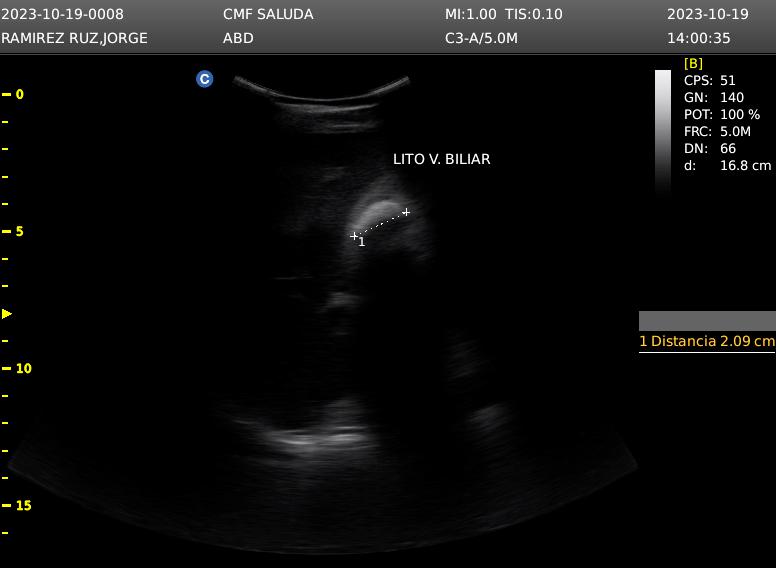 2023-10-19-0008 CMF SALUDA MI:1.00 TIS:0.10 2023-10-19
RAMIREZ RUZ,JORGE ABD C3-A/5.0M 14:00:35
C
[B]
CPS: 51
GN: 140
POT: 100 %
FRC: 5.0M
DN: 66
d: 16.8 cm
0
LITO V. BILIAR
5
1
1 Distancia 2.09 cm
10
15